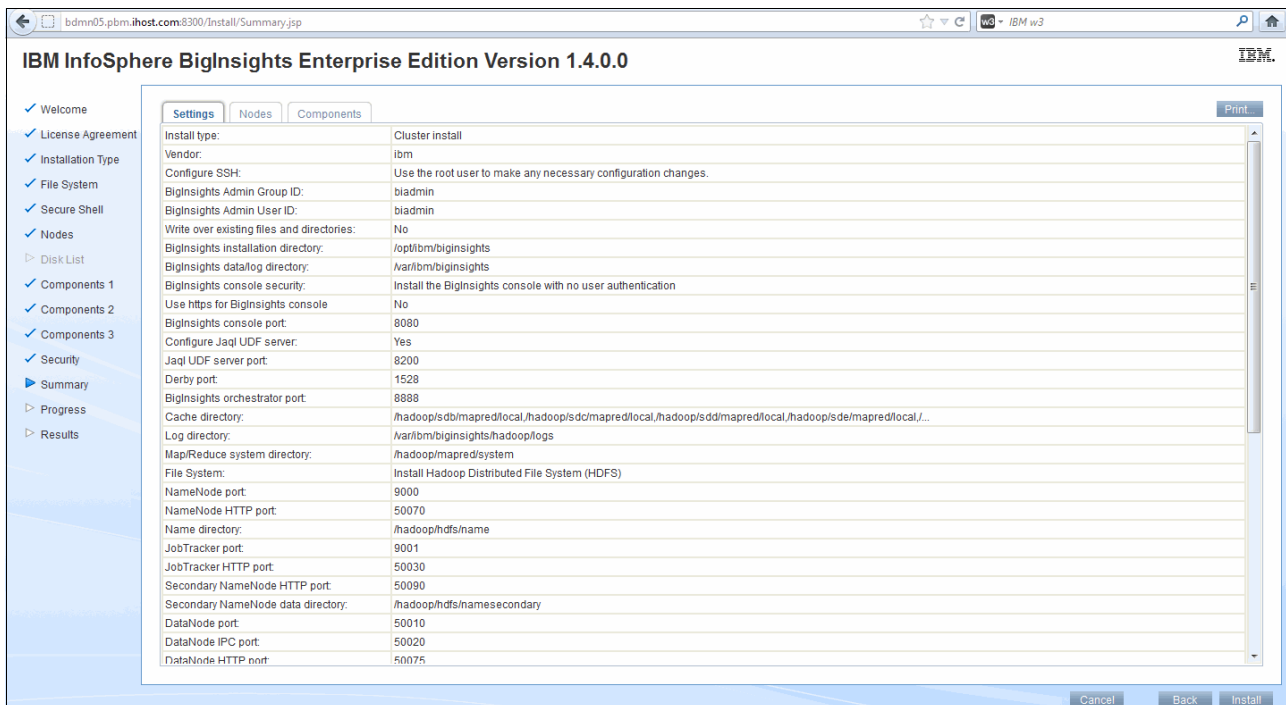 bdmn05.pbm.ihost.com:8300/Install/Summary.jsp
w3 IBM w3
IBM InfoSphere BigInsights Enterprise Edition Version 1.4.0.0
IBM.
Welcome
License Agreement
Installation Type
File System
Secure Shell
Nodes
Disk List
Components 1
Components 2
Components 3
Security
Summary
Progress
Results
Settings Nodes Components Print...
Install type: Cluster install
Vendor: ibm
Configure SSH: Use the root user to make any necessary configuration changes.
BigInsights Admin Group ID: biadmin
BigInsights Admin User ID: biadmin
Write over existing files and directories: No
BigInsights installation directory: /opt/ibm/biginsights
BigInsights data/log directory: /var/ibm/biginsights
BigInsights console security: Install the BigInsights console with no user authentication
Use https for BigInsights console No
BigInsights console port: 8080
Configure Jaql UDF server: Yes
Jaql UDF server port: 8200
Derby port: 1528
BigInsights orchestrator port: 8888
Cache directory: /hadoop/sdb/mapred/local,/hadoop/sdc/mapred/local,/hadoop/sdd/mapred/local,/hadoop/sde/mapred/local,/...
Log directory: /var/ibm/biginsights/hadoop/logs
Map/Reduce system directory: /hadoop/mapred/system
File System: Install Hadoop Distributed File System (HDFS)
NameNode port: 9000
NameNode HTTP port: 50070
Name directory: /hadoop/hdfs/name
JobTracker port: 9001
JobTracker HTTP port: 50030
Secondary NameNode HTTP port: 50090
Secondary NameNode data directory: /hadoop/hdfs/namesecondary
DataNode port: 50010
DataNode IPC port: 50020
DataNode HTTP port: 50075
Cancel Back Install